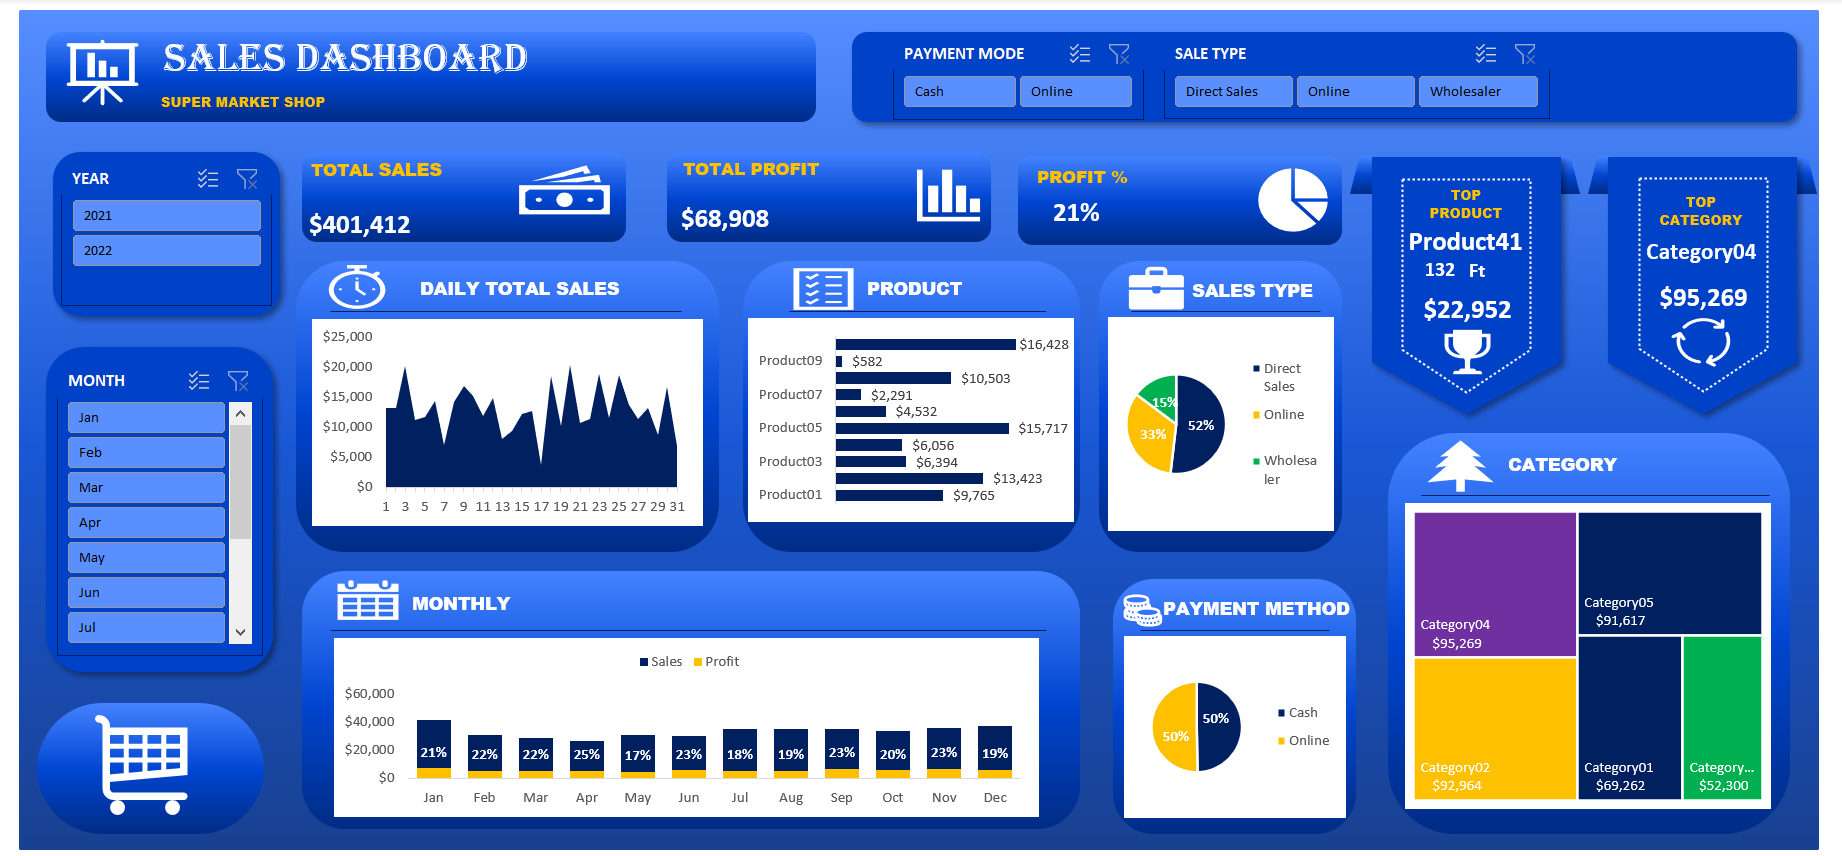 SALES DASHBOARD
SUPER MARKET SHOP
PAYMENT MODE
Cash
Online
SALE TYPE
Direct Sales
Online
Wholesaler
YEAR
2021
2022
TOTAL SALES
$401,412
TOTAL PROFIT
$68,908
PROFIT %
21%
TOP
PRODUCT
Product41
132 Ft
$22,952
TOP
CATEGORY
Category04
$95,269
MONTH
Jan
Feb
Mar
Apr
May
Jun
Jul
DAILY TOTAL SALES
$25,000
$20,000
$15,000
$10,000
$5,000
$0
1 3 5 7 9 11 13 15 17 19 21 23 25 27 29 31
PRODUCT
$16,428
Product09 $582
$10,503
Product07 $2,291
$4,532
Product05 $15,717
$6,056
Product03 $6,394
$13,423
Product01 $9,765
SALES TYPE
15%
33%
52%
Direct
Sales
Online
Wholesa
ler
CATEGORY
Category04
$95,269
Category05
$91,617
Category02
$92,964
Category01
$69,262
Category...
$52,300
MONTHLY
Sales Profit
$60,000
$40,000
$20,000
$0
21% 22% 22% 25% 17% 23% 18% 19% 23% 20% 23% 19%
Jan Feb Mar Apr May Jun Jul Aug Sep Oct Nov Dec
PAYMENT METHOD
50%
50%
Cash
Online